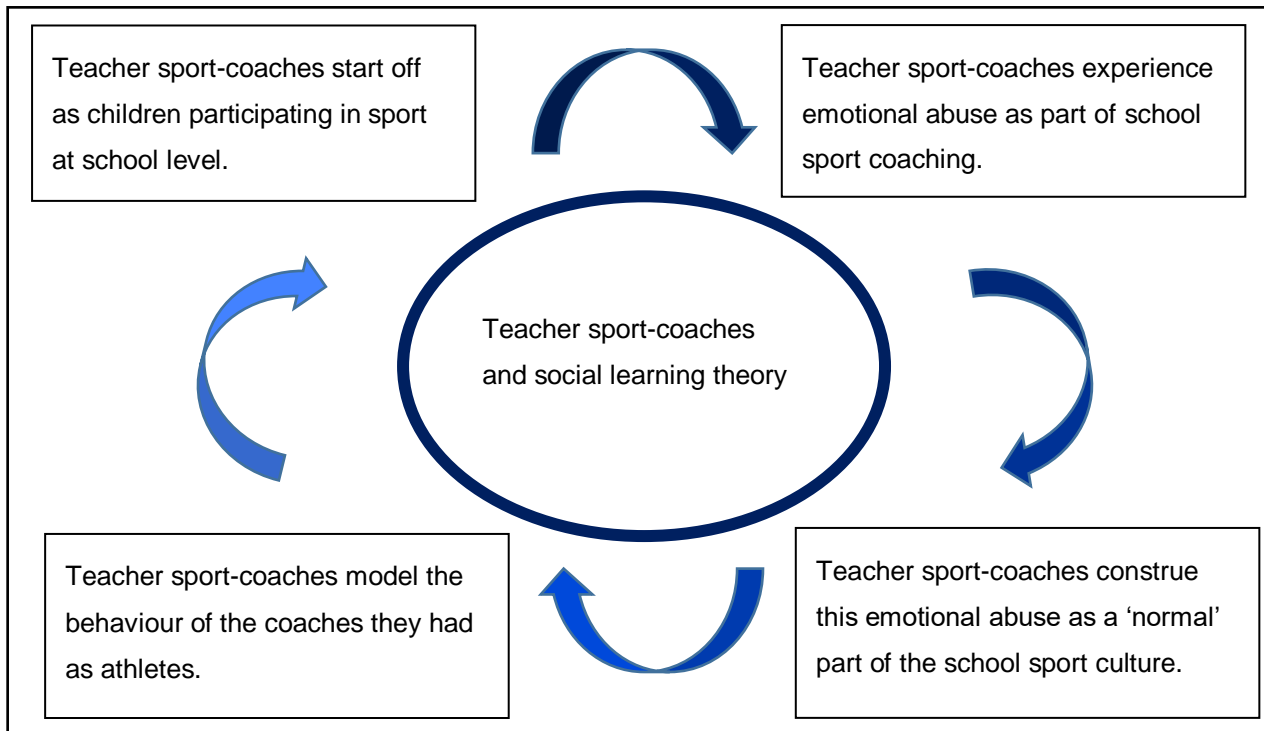 Teacher sport-coaches start off
as children participating in sport
at school level.
Teacher sport-coaches experience
emotional abuse as part of school
sport coaching.
Teacher sport-coaches
and social learning theory
Teacher sport-coaches model the
behaviour of the coaches they had
as athletes.
Teacher sport-coaches construe
this emotional abuse as a ‘normal’
part of the school sport culture.